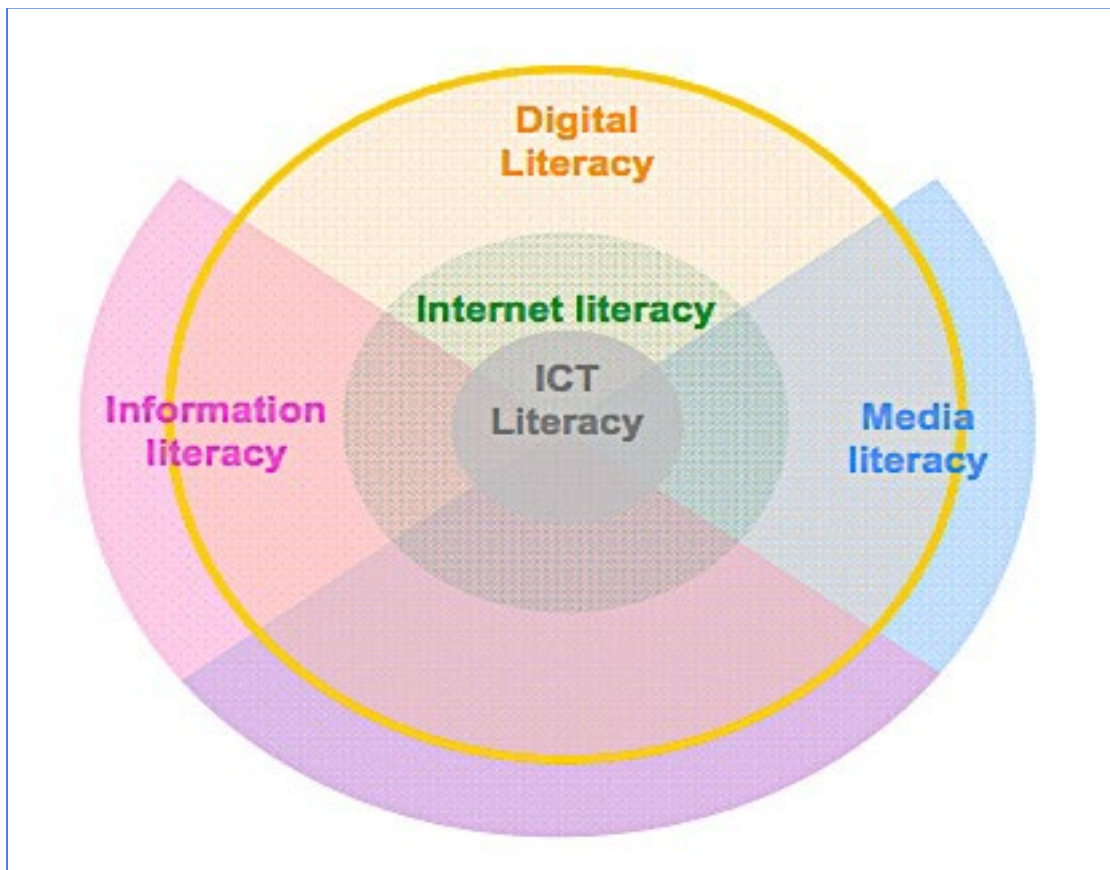 Digital
Literacy
Internet literacy
ICT
Literacy
Information
literacy
Media
literacy